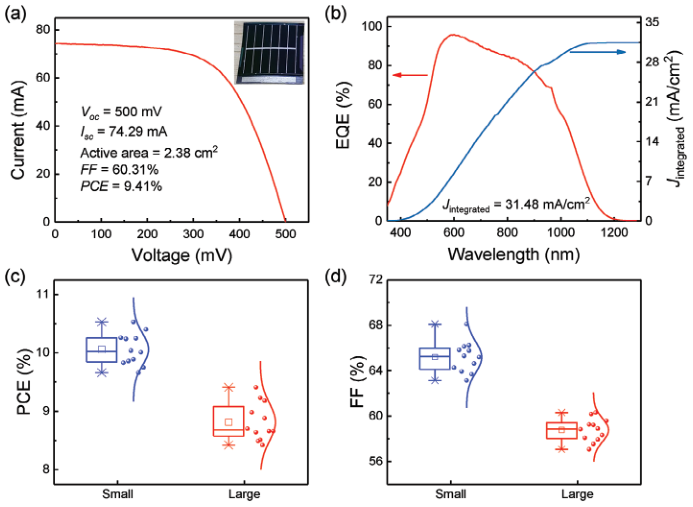 (a)
80
60
40
20
0
Current (mA)
0
100
200
300
400
500
Voltage (mV)
Voc = 500 mV
Isc = 74.29 mA
Active area = 2.38 cm²
FF = 60.31%
PCE = 9.41%
(b)
100
80
60
40
20
0
EQE (%)
35
28
21
14
7
0
Jintegrated (mA/cm²)
400
600
800
1000
1200
Wavelength (nm)
Jintegrated = 31.48 mA/cm²
(c)
11
10
9
8
PCE (%)
Small
Large
(d)
72
68
64
60
56
FF (%)
Small
Large